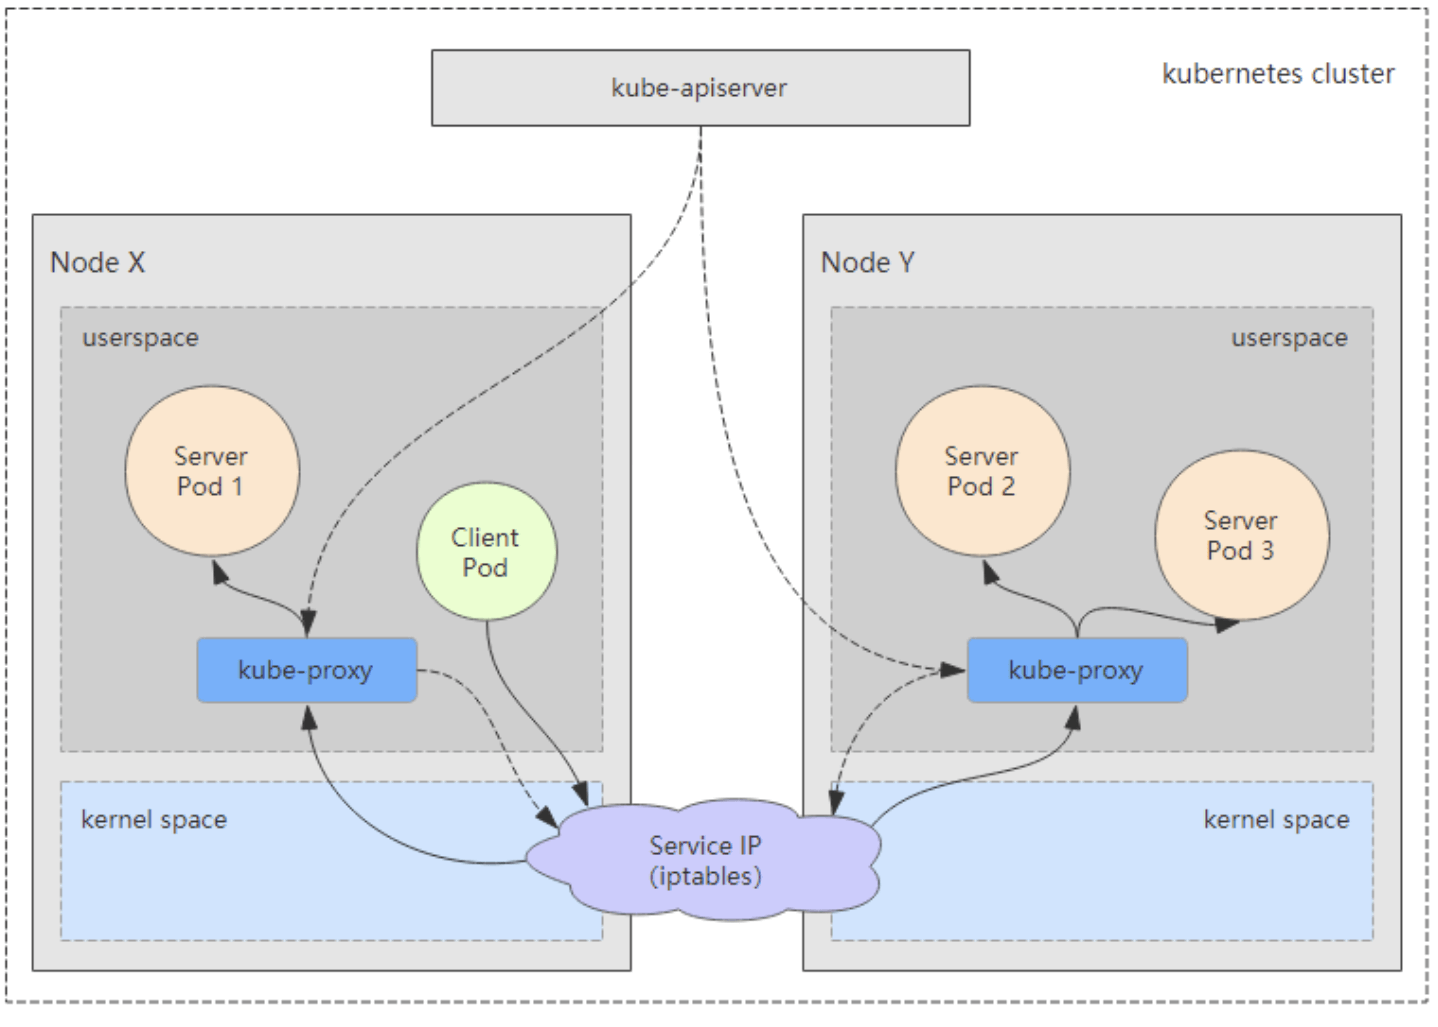 kube-apiserver
kubernetes cluster
Node X
userspace
Server
Pod 1
Client
Pod
kube-proxy
kernel space
Node Y
userspace
Server
Pod 2
Server
Pod 3
kube-proxy
kernel space
Service IP
(iptables)